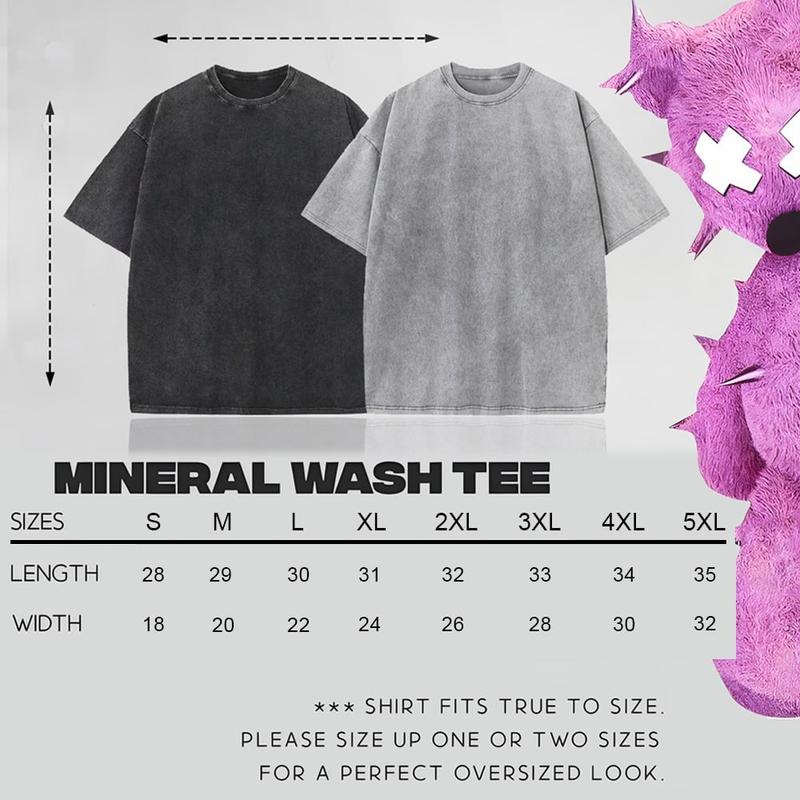 MINERAL WASH TEE
SIZES S M L XL 2XL 3XL 4XL 5XL
LENGTH 28 29 30 31 32 33 34 35
WIDTH 18 20 22 24 26 28 30 32
*** SHIRT FITS TRUE TO SIZE.
PLEASE SIZE UP ONE OR TWO SIZES
FOR A PERFECT OVERSIZED LOOK.